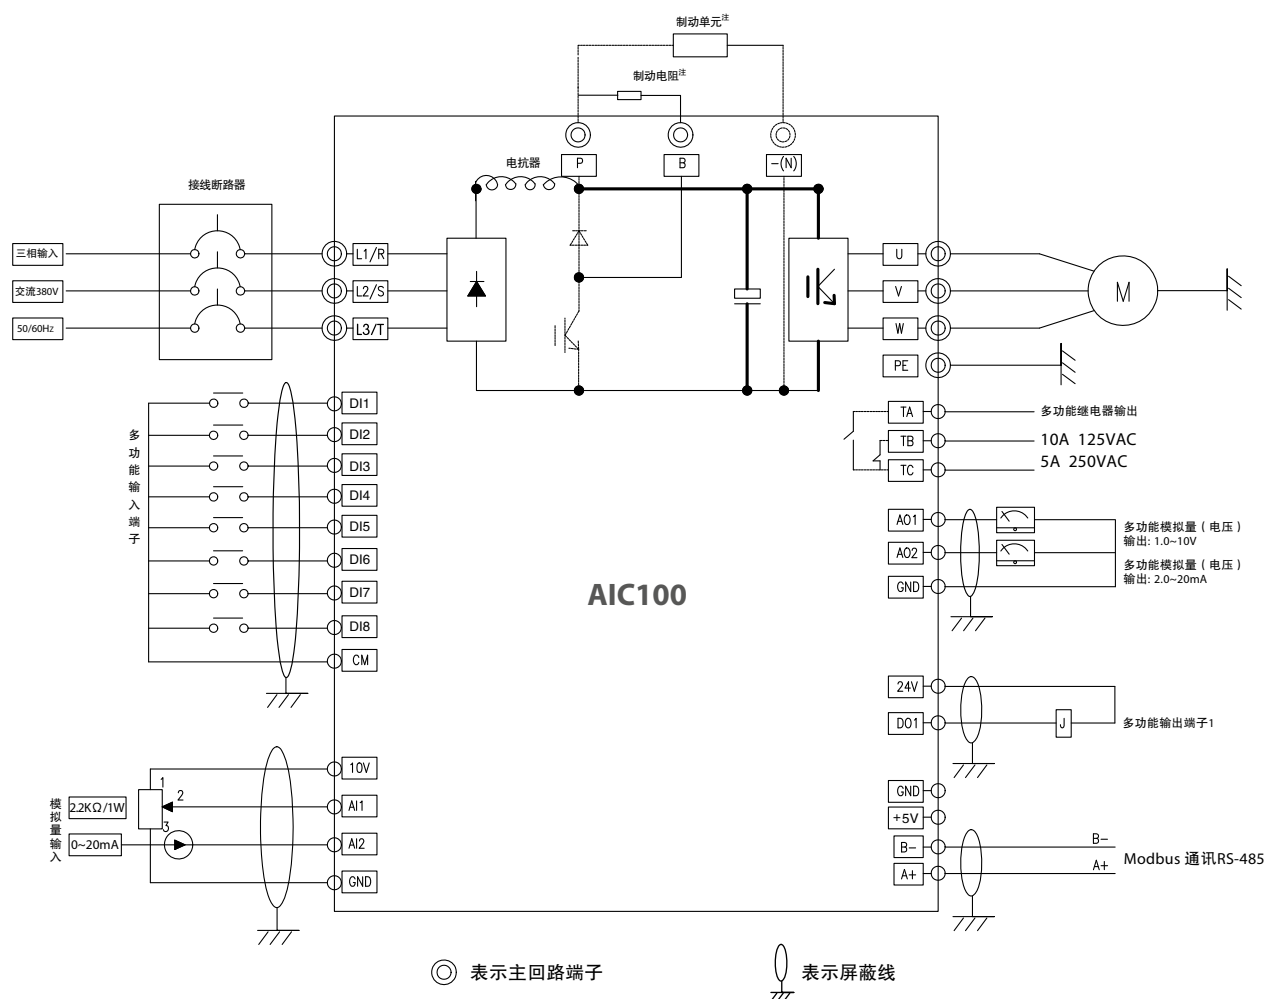 制动单元注
制动电阻注
电抗器
P
B
-(N)
接线断路器
三相输入
L1/R
U
交流380V
L2/S
V
M
50/60Hz
L3/T
W
PE
DI1
TA
多功能继电器输出
DI2
TB
10A 125VAC
多功能输入端子
DI3
TC
5A 250VAC
DI4
DI5
AO1
多功能模拟量（电压）
输出: 1.0~10V
DI6
AO2
多功能模拟量（电压）
输出: 2.0~20mA
DI7
GND
AIC100
DI8
CM
24V
DO1
J
多功能输出端子1
10V
1
2
3
模拟量输入
2.2KΩ/1W
AI1
0~20mA
AI2
GND
GND
+5V
B-
B-
A+
A+
Modbus 通讯RS-485
表示主回路端子
表示屏蔽线